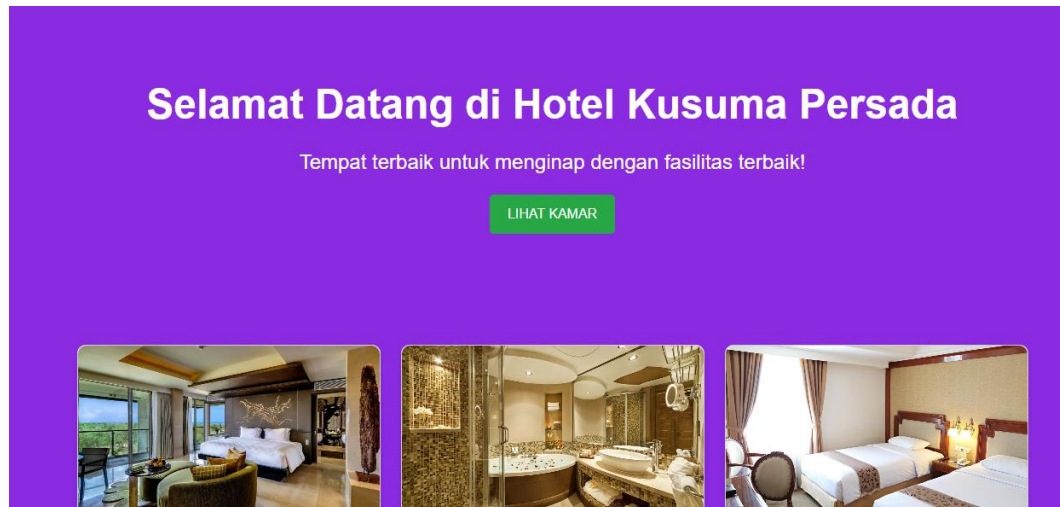 Selamat Datang di Hotel Kusuma Persada
Tempat terbaik untuk menginap dengan fasilitas terbaik!
LIHAT KAMAR